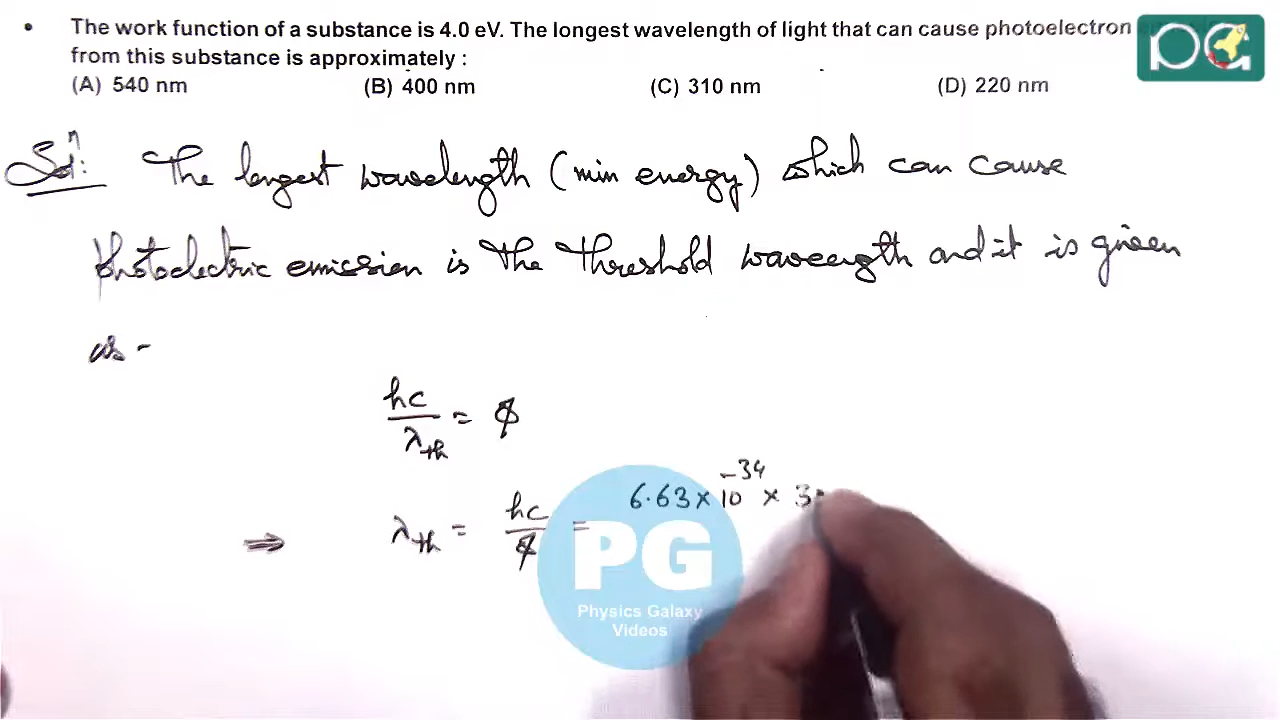 • The work function of a substance is 4.0 eV. The longest wavelength of light that can cause photoelectron
from this substance is approximately :
(A) 540 nm (B) 400 nm (C) 310 nm (D) 220 nm
PG
Solⁿ: The longest wavelength (min energy) which can cause
photoelectric emission is the threshold wavelength and it is given
as -
hc/λth = φ
⇒ λth = hc/φ = 6.63 × 10⁻³⁴ × 3
PG
Physics Galaxy
Videos